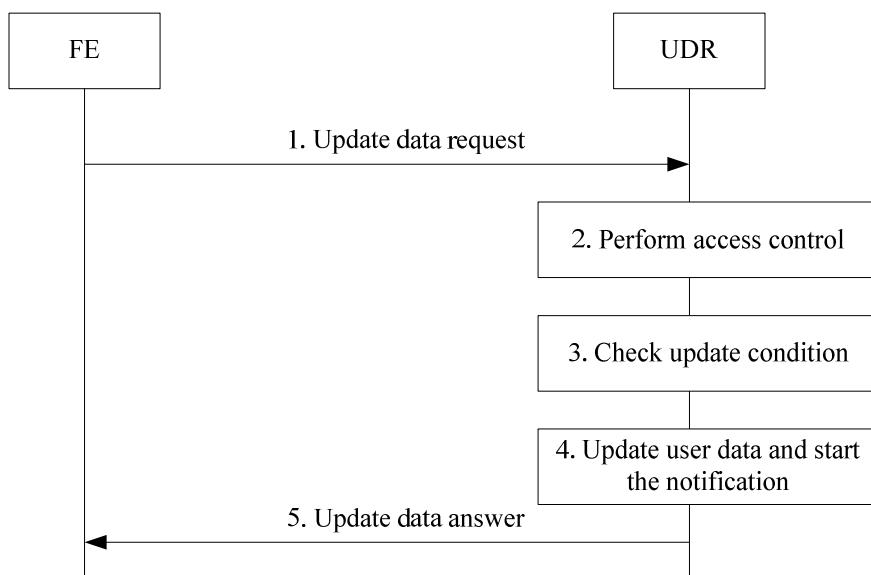 FE
UDR
1. Update data request
2. Perform access control
3. Check update condition
4. Update user data and start
the notification
5. Update data answer